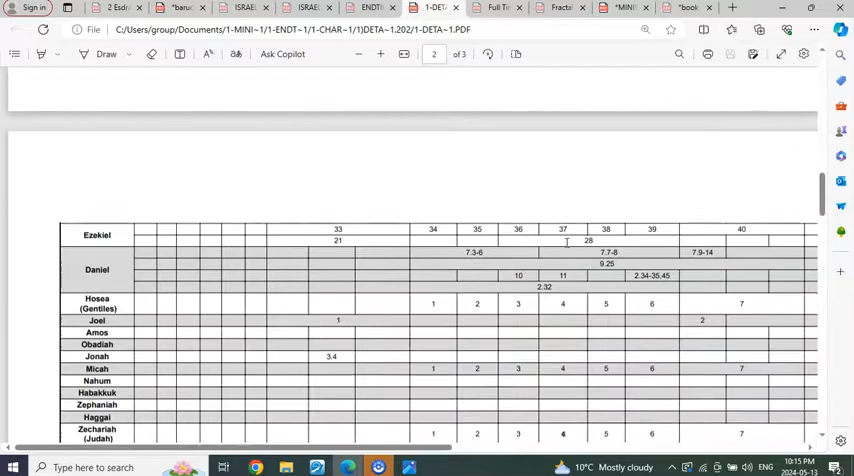 Sign in
2 Esdra
*baruc
ISRAEL
ISRAEL
ENDTI
1-DETA
Full Tim
Fractal
*MINI
*book
File
C:/Users/group/Documents/1-MINI~1/1-ENDT~1/1-CHAR~1/1)DETA~1.202/1-DETA~1.PDF
Draw
Ask Copilot
2 of 3
33 34 35 36 37 38 39 40
Ezekiel
21 28
7.3-6 7.7-8 7.9-14
9.25
Daniel
10 11 2.34-35,45
2.32
Hosea
(Gentiles)
1 2 3 4 5 6 7
Joel 1 2
Amos
Obadiah
Jonah 3.4
Micah 1 2 3 4 5 6 7
Nahum
Habakkuk
Zephaniah
Haggai
Zechariah
(Judah)
1 2 3 4 6 7
Type here to search
10°C Mostly cloudy
ENG
10:15 PM
2024-05-13